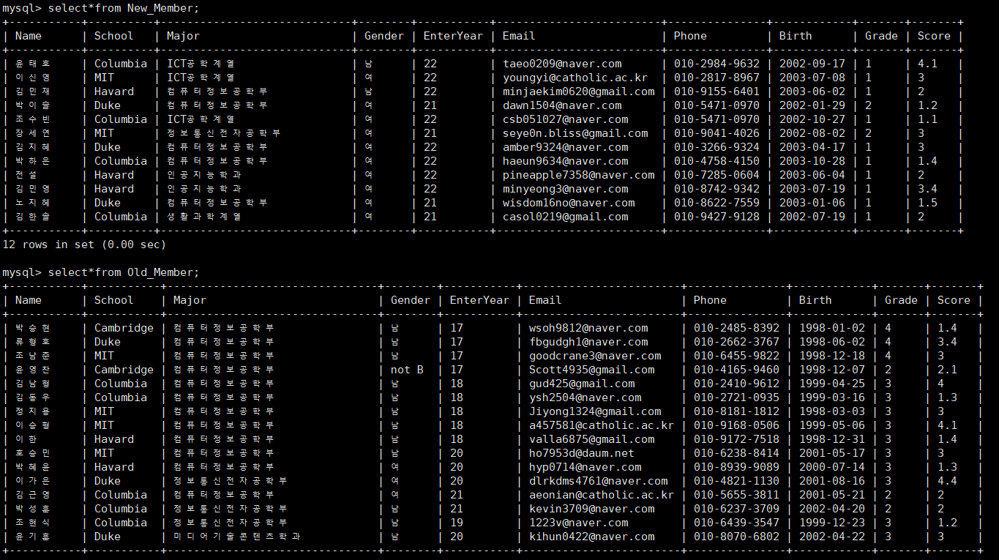 mysql> select*from New_Member;
+-----------+----------+------------------------------+--------+-----------+-------------------------+---------------+------------+-------+-------+
| Name | School | Major | Gender | EnterYear | Email | Phone | Birth | Grade | Score |
+-----------+----------+------------------------------+--------+-----------+-------------------------+---------------+------------+-------+-------+
| 윤태호 | Columbia | ICT공학계열 | 남 | 22 | taeo0209@naver.com | 010-2984-9632 | 2002-09-17 | 1 | 4.1 |
| 이신영 | MIT | ICT공학계열 | 여 | 22 | youngyi@catholic.ac.kr | 010-2817-8967 | 2003-07-08 | 1 | 3 |
| 김민재 | Havard | 컴퓨터정보공학부 | 남 | 22 | minjaekim0620@gmail.com | 010-9155-6401 | 2003-06-02 | 1 | 2 |
| 박이슬 | Duke | 컴퓨터정보공학부 | 여 | 21 | dawn1504@naver.com | 010-5471-0970 | 2002-01-29 | 2 | 1.2 |
| 조수빈 | Columbia | ICT공학계열 | 여 | 22 | csb051027@naver.com | 010-5471-0970 | 2002-10-27 | 1 | 1.1 |
| 장세연 | MIT | 정보통신전자공학부 | 여 | 21 | seye0n.bliss@gmail.com | 010-9041-4026 | 2002-08-02 | 2 | 3 |
| 김지혜 | Duke | 컴퓨터정보공학부 | 여 | 22 | amber9324@naver.com | 010-3266-9324 | 2003-04-17 | 1 | 3 |
| 박하은 | Columbia | 컴퓨터정보공학부 | 여 | 22 | haeun9634@naver.com | 010-4758-4150 | 2003-10-28 | 1 | 1.4 |
| 전설 | Havard | 인공지능학과 | 여 | 22 | pineapple7358@naver.com | 010-7285-0604 | 2003-06-04 | 1 | 2 |
| 김민영 | Havard | 인공지능학과 | 여 | 22 | minyeong3@naver.com | 010-8742-9342 | 2003-07-19 | 1 | 3.4 |
| 노지혜 | Duke | 컴퓨터정보공학부 | 여 | 21 | wisdom16no@naver.com | 010-8622-7559 | 2003-01-06 | 1 | 1.5 |
| 김한솔 | Columbia | 생활과학계열 | 여 | 21 | casol0219@gmail.com | 010-9427-9128 | 2002-07-19 | 1 | 2 |
+-----------+----------+------------------------------+--------+-----------+-------------------------+---------------+------------+-------+-------+
12 rows in set (0.00 sec)
mysql> select*from Old_Member;
+-----------+-----------+--------------------------------+--------+-----------+------------------------+---------------+------------+-------+-------+
| Name | School | Major | Gender | EnterYear | Email | Phone | Birth | Grade | Score |
+-----------+-----------+--------------------------------+--------+-----------+------------------------+---------------+------------+-------+-------+
| 박승현 | Cambridge | 컴퓨터정보공학부 | 남 | 17 | wsoh9812@naver.com | 010-2485-8392 | 1998-01-02 | 4 | 1.4 |
| 류형호 | Duke | 컴퓨터정보공학부 | 남 | 17 | fbgudgh1@naver.com | 010-2662-3767 | 1998-06-02 | 4 | 3.4 |
| 조남준 | MIT | 컴퓨터정보공학부 | 남 | 17 | goodcrane3@naver.com | 010-6455-9822 | 1998-12-18 | 4 | 3 |
| 윤영찬 | Cambridge | 컴퓨터정보공학부 | not B | 17 | Scott4935@gmail.com | 010-4165-9460 | 1998-12-07 | 2 | 2.1 |
| 김남형 | Columbia | 컴퓨터정보공학부 | 남 | 18 | gud425@gmail.com | 010-2410-9612 | 1999-04-25 | 3 | 4 |
| 김동우 | Columbia | 컴퓨터정보공학부 | 남 | 18 | ysh2504@naver.com | 010-2721-0935 | 1999-03-16 | 3 | 1.3 |
| 정지용 | MIT | 컴퓨터정보공학부 | 남 | 18 | Jiyong1324@gmail.com | 010-8181-1812 | 1998-03-03 | 3 | 3 |
| 이승형 | MIT | 컴퓨터정보공학부 | 남 | 18 | a457581@catholic.ac.kr | 010-9168-0506 | 1999-05-06 | 3 | 4.1 |
| 이한 | Havard | 컴퓨터정보공학부 | 남 | 18 | valla6875@gmail.com | 010-9172-7518 | 1998-12-31 | 3 | 1.4 |
| 호승민 | MIT | 컴퓨터정보공학부 | 남 | 20 | ho7953d@daum.net | 010-6238-8414 | 2001-05-17 | 3 | 3 |
| 박혜윤 | Havard | 컴퓨터정보공학부 | 여 | 20 | hyp0714@naver.com | 010-8939-9089 | 2000-07-14 | 3 | 1.3 |
| 이가은 | Duke | 정보통신전자공학부 | 여 | 20 | dlrkdms4761@naver.com | 010-4821-1130 | 2001-08-16 | 3 | 4.4 |
| 김근영 | Columbia | 컴퓨터정보공학부 | 여 | 21 | aeonian@catholic.ac.kr | 010-5655-3811 | 2001-05-21 | 2 | 2 |
| 박성훈 | Columbia | 정보통신전자공학부 | 남 | 21 | kevin3709@naver.com | 010-6237-3709 | 2002-04-20 | 2 | 2 |
| 조현식 | Columbia | 정보통신전자공학부 | 남 | 19 | 1223v@naver.com | 010-6439-3547 | 1999-12-23 | 3 | 1.2 |
| 윤기훈 | Duke | 미디어기술콘텐츠학과 | 남 | 20 | kihun0422@naver.com | 010-8070-6802 | 2002-04-22 | 3 | 3 |
+-----------+-----------+--------------------------------+--------+-----------+------------------------+---------------+------------+-------+-------+